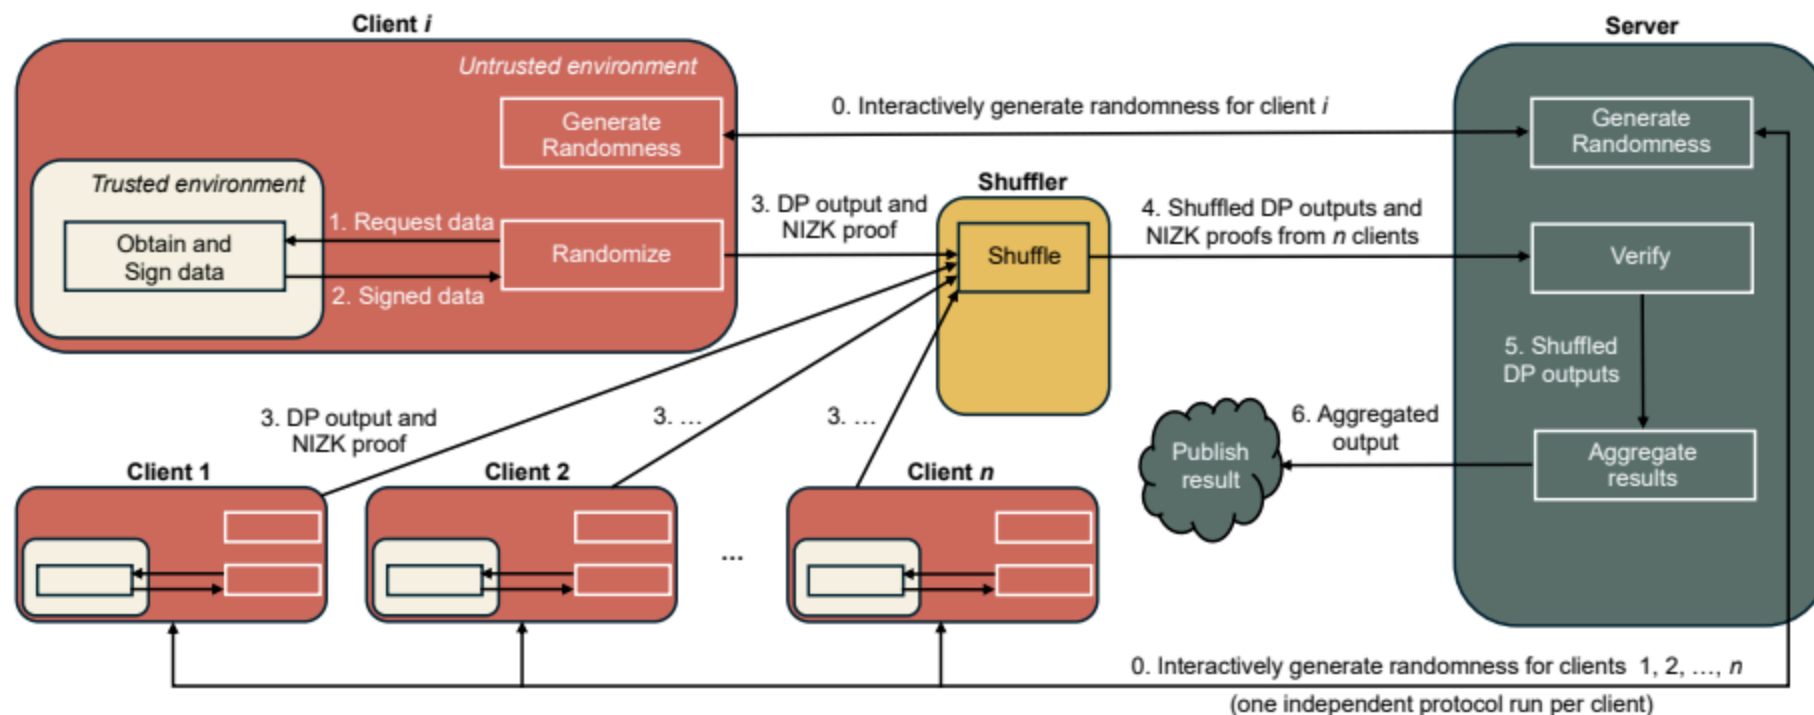 Client i
Server
Untrusted environment
Generate
Randomness
0. Interactively generate randomness for client i
Generate
Randomness
Trusted environment
Obtain and
Sign data
1. Request data
2. Signed data
Randomize
3. DP output and
NIZK proof
Shuffler
Shuffle
4. Shuffled DP outputs and
NIZK proofs from n clients
Verify
5. Shuffled
DP outputs
3. DP output and
NIZK proof
3. ...
3. ...
Publish
result
6. Aggregated
output
Aggregate
results
Client 1
Client 2
...
Client n
0. Interactively generate randomness for clients 1, 2, ..., n
(one independent protocol run per client)